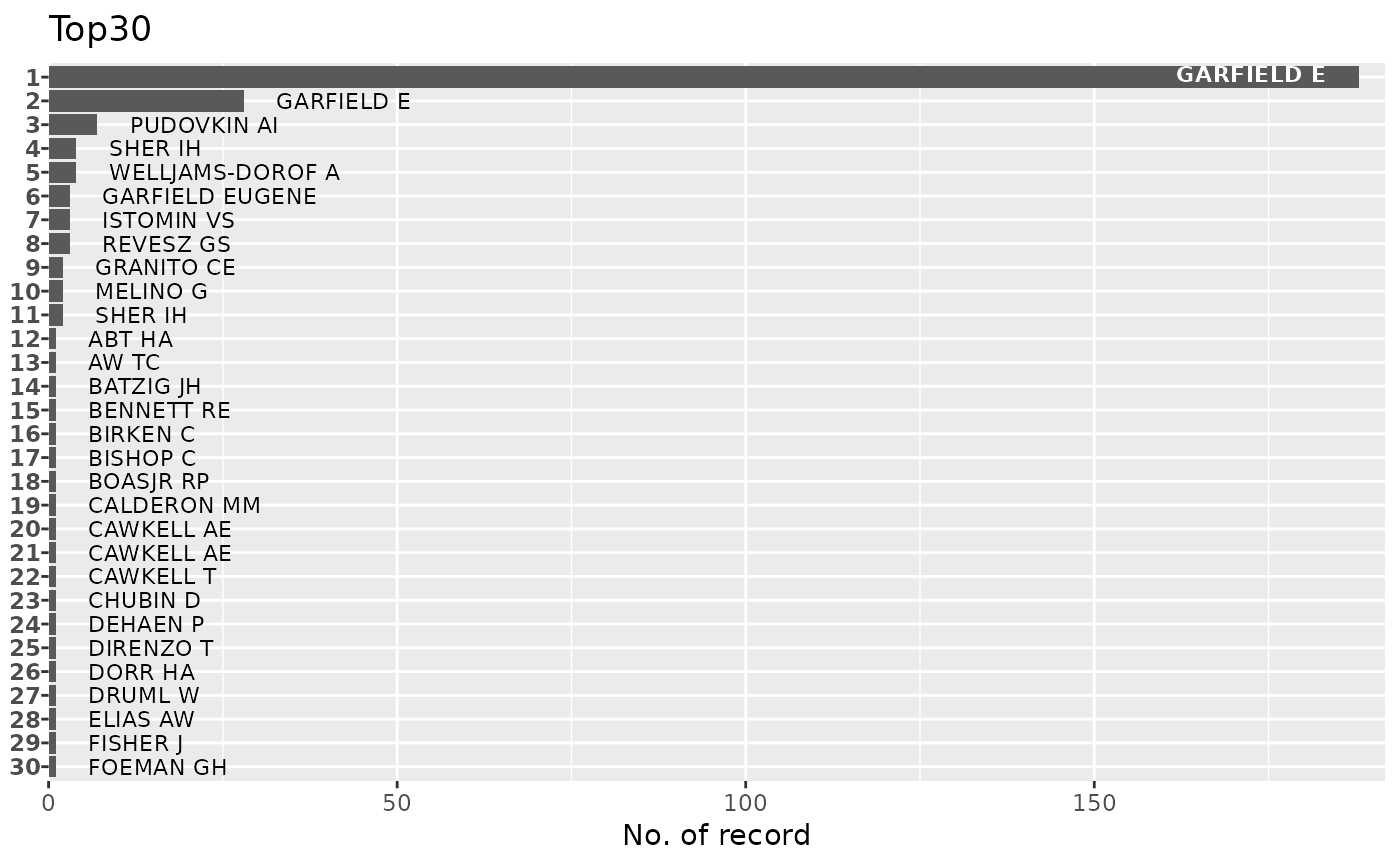 Top30
1 GARFIELD E
2 GARFIELD E
3 PUDOVKIN AI
4 SHER IH
5 WELLJAMS-DOROF A
6 GARFIELD EUGENE
7 ISTOMIN VS
8 REVESZ GS
9 GRANITO CE
10 MELINO G
11 SHER IH
12 ABT HA
13 AW TC
14 BATZIG JH
15 BENNETT RE
16 BIRKEN C
17 BISHOP C
18 BOASJR RP
19 CALDERON MM
20 CAWKELL AE
21 CAWKELL AE
22 CAWKELL T
23 CHUBIN D
24 DEHAEN P
25 DIRENZO T
26 DORR HA
27 DRUML W
28 ELIAS AW
29 FISHER J
30 FOEMAN GH
0 50 100 150
No. of record